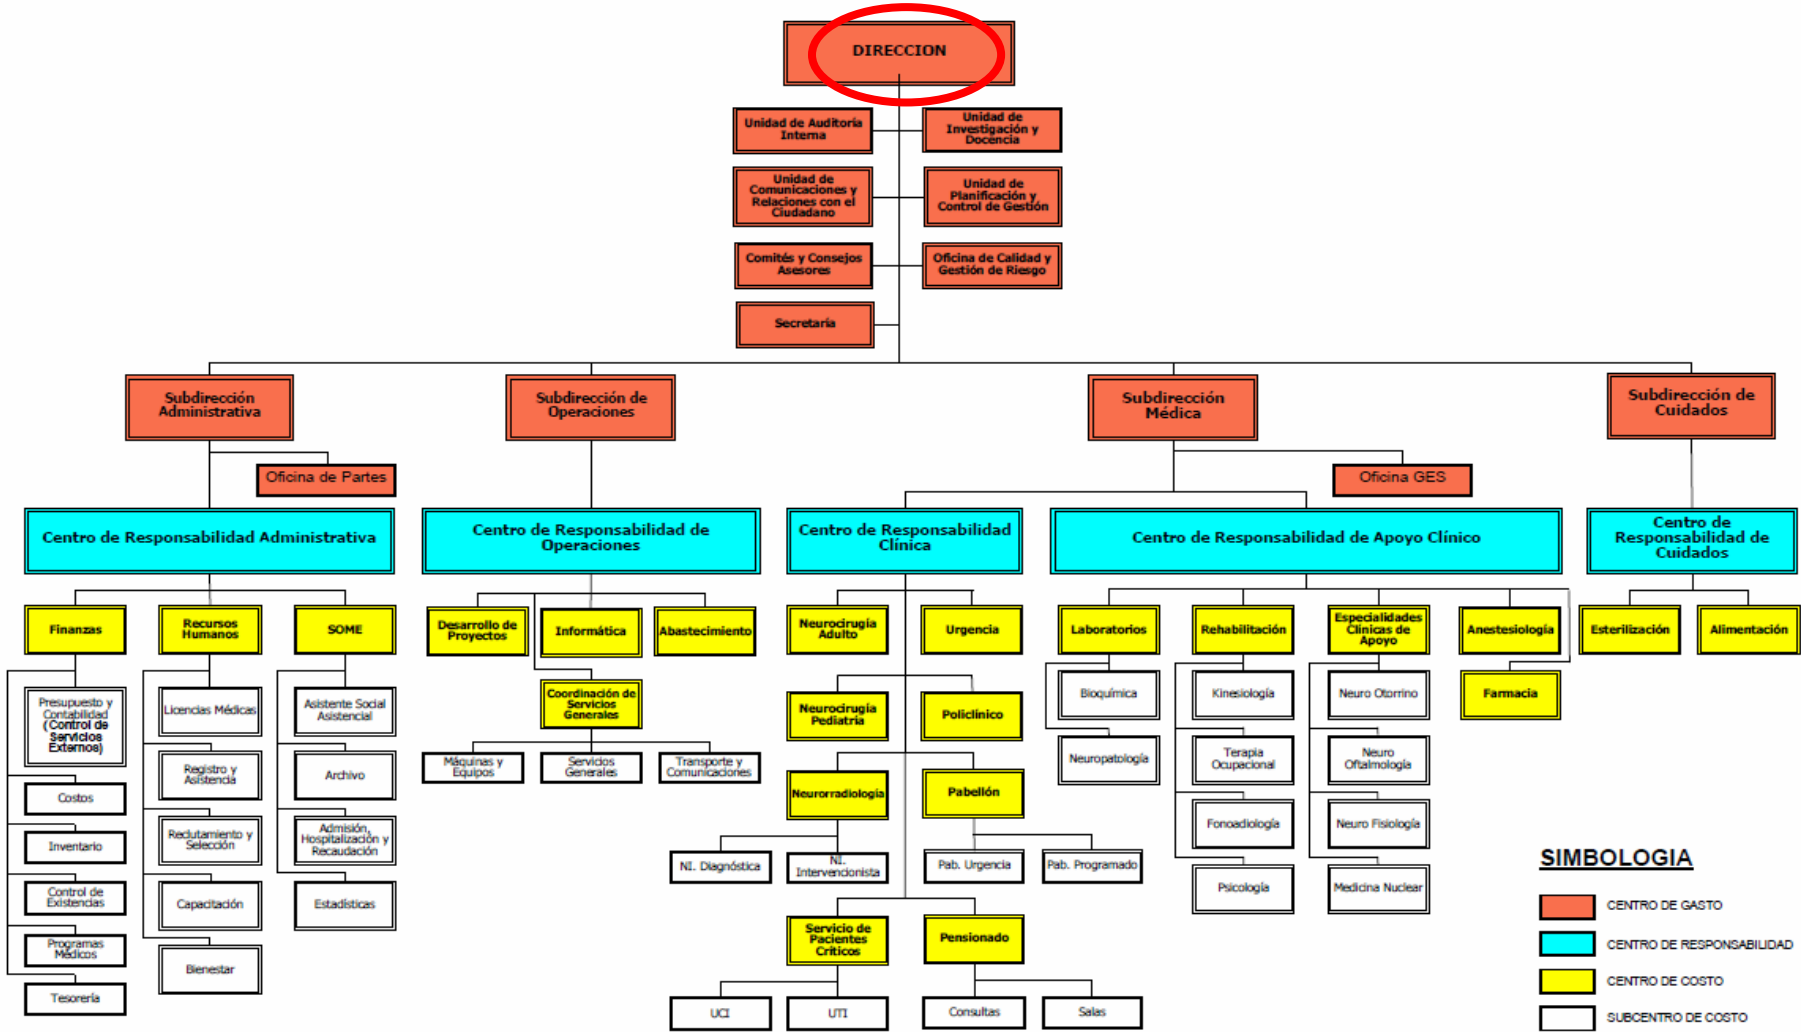 DIRECCION
Unidad de Auditoría
Interna
Unidad de
Investigación y
Docencia
Unidad de
Comunicaciones y
Relaciones con el
Ciudadano
Unidad de
Planificación y
Control de Gestión
Comités y Consejos
Asesores
Oficina de Calidad y
Gestión de Riesgo
Secretaría
Subdirección
Administrativa
Subdirección de
Operaciones
Subdirección
Médica
Subdirección de
Cuidados
Oficina de Partes
Oficina GES
Centro de Responsabilidad Administrativa
Centro de Responsabilidad de
Operaciones
Centro de Responsabilidad
Clínica
Centro de Responsabilidad de Apoyo Clínico
Centro de
Responsabilidad de
Cuidados
Finanzas
Recursos
Humanos
SOME
Desarrollo de
Proyectos
Informática
Abastecimiento
Neurocirugía
Adulto
Urgencia
Laboratorios
Rehabilitación
Especialidades
Clínicas de
Apoyo
Anestesiología
Esterilización
Alimentación
Presupuesto y
Contabilidad
(Control de
Servicios
Externos)
Licencias Médicas
Asistente Social
Asistencial
Coordinación de
Servicios
Generales
Neurocirugía
Pediatría
Policlínico
Bioquímica
Kinesiología
Neuro Otorrino
Farmacia
Costos
Registro y
Asistencia
Archivo
Máquinas y
Equipos
Servicios
Generales
Transporte y
Comunicaciones
Neurorradiología
Pabellón
Neuropatología
Terapia
Ocupacional
Neuro
Oftalmología
Inventario
Reclutamiento y
Selección
Admisión,
Hospitalización y
Recaudación
NI. Diagnóstica
NI.
Intervencionista
Pab. Urgencia
Pab. Programado
Fonoadiología
Neuro Fisiología
Control de
Existencias
Capacitación
Estadísticas
Psicología
Medicina Nuclear
Programas
Médicos
Bienestar
Servicio de
Pacientes
Críticos
Pensionado
Tesorería
UCI
UTI
Consultas
Salas
SIMBOLOGIA
CENTRO DE GASTO
CENTRO DE RESPONSABILIDAD
CENTRO DE COSTO
SUBCENTRO DE COSTO